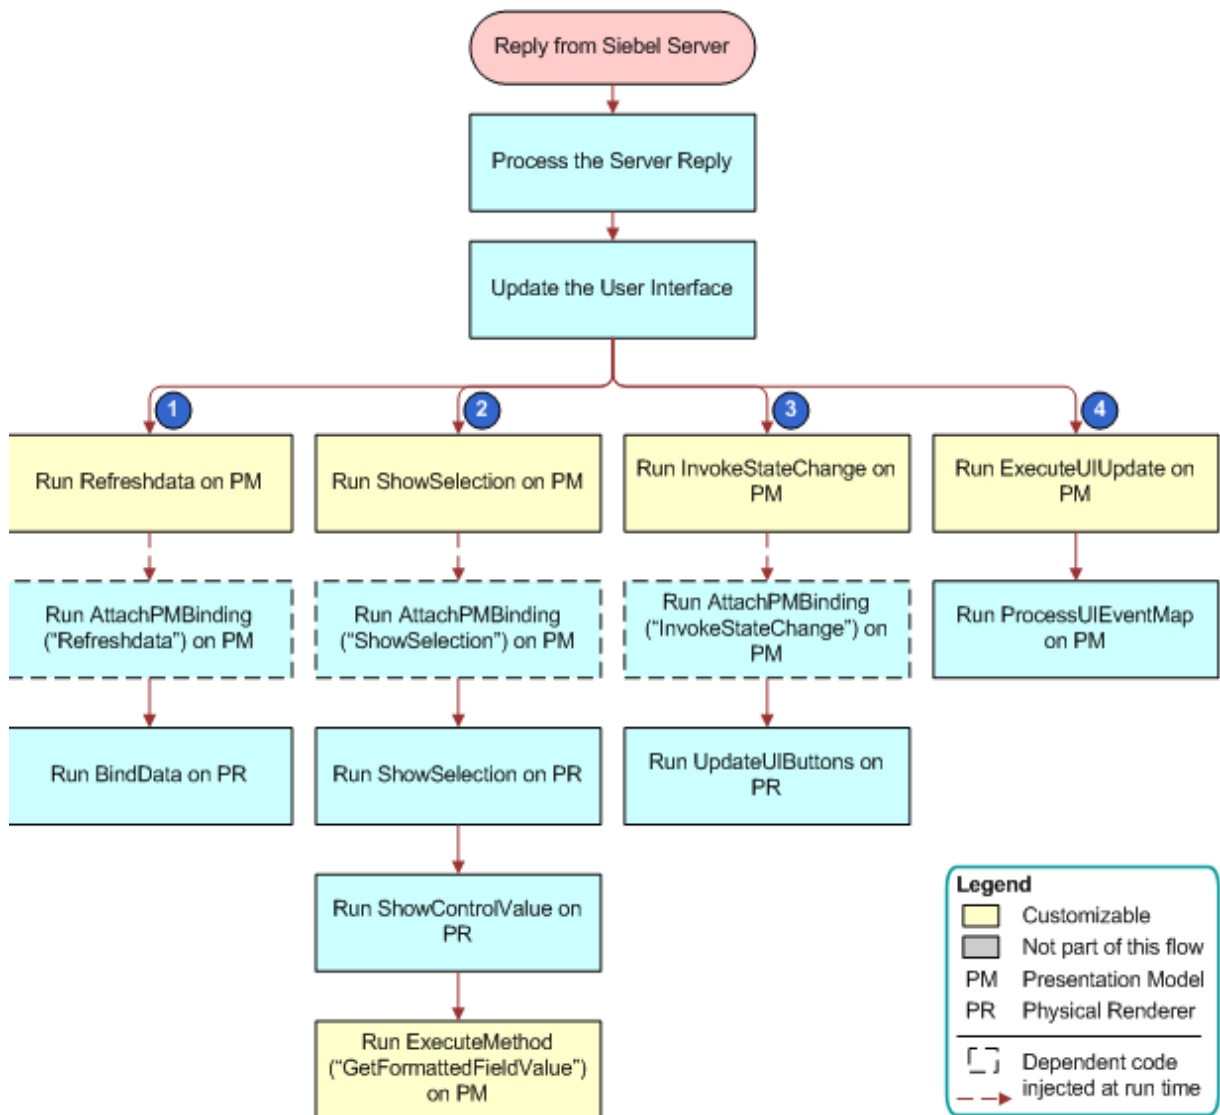 Reply from Siebel Server
Process the Server Reply
Update the User Interface
1
2
3
4
Run Refreshdata on PM
Run ShowSelection on PM
Run InvokeStateChange on
PM
Run ExecuteUIUpdate on
PM
Run AttachPMBinding
(“Refreshdata”) on PM
Run AttachPMBinding
(“ShowSelection”) on PM
Run AttachPMBinding
(“InvokeStateChange”) on
PM
Run ProcessUIEventMap
on PM
Run BindData on PR
Run ShowSelection on PR
Run UpdateUIButtons on
PR
Run ShowControlValue on
PR
Run ExecuteMethod
(“GetFormattedFieldValue”)
on PM
Legend
Customizable
Not part of this flow
PM Presentation Model
PR Physical Renderer
Dependent code
injected at run time